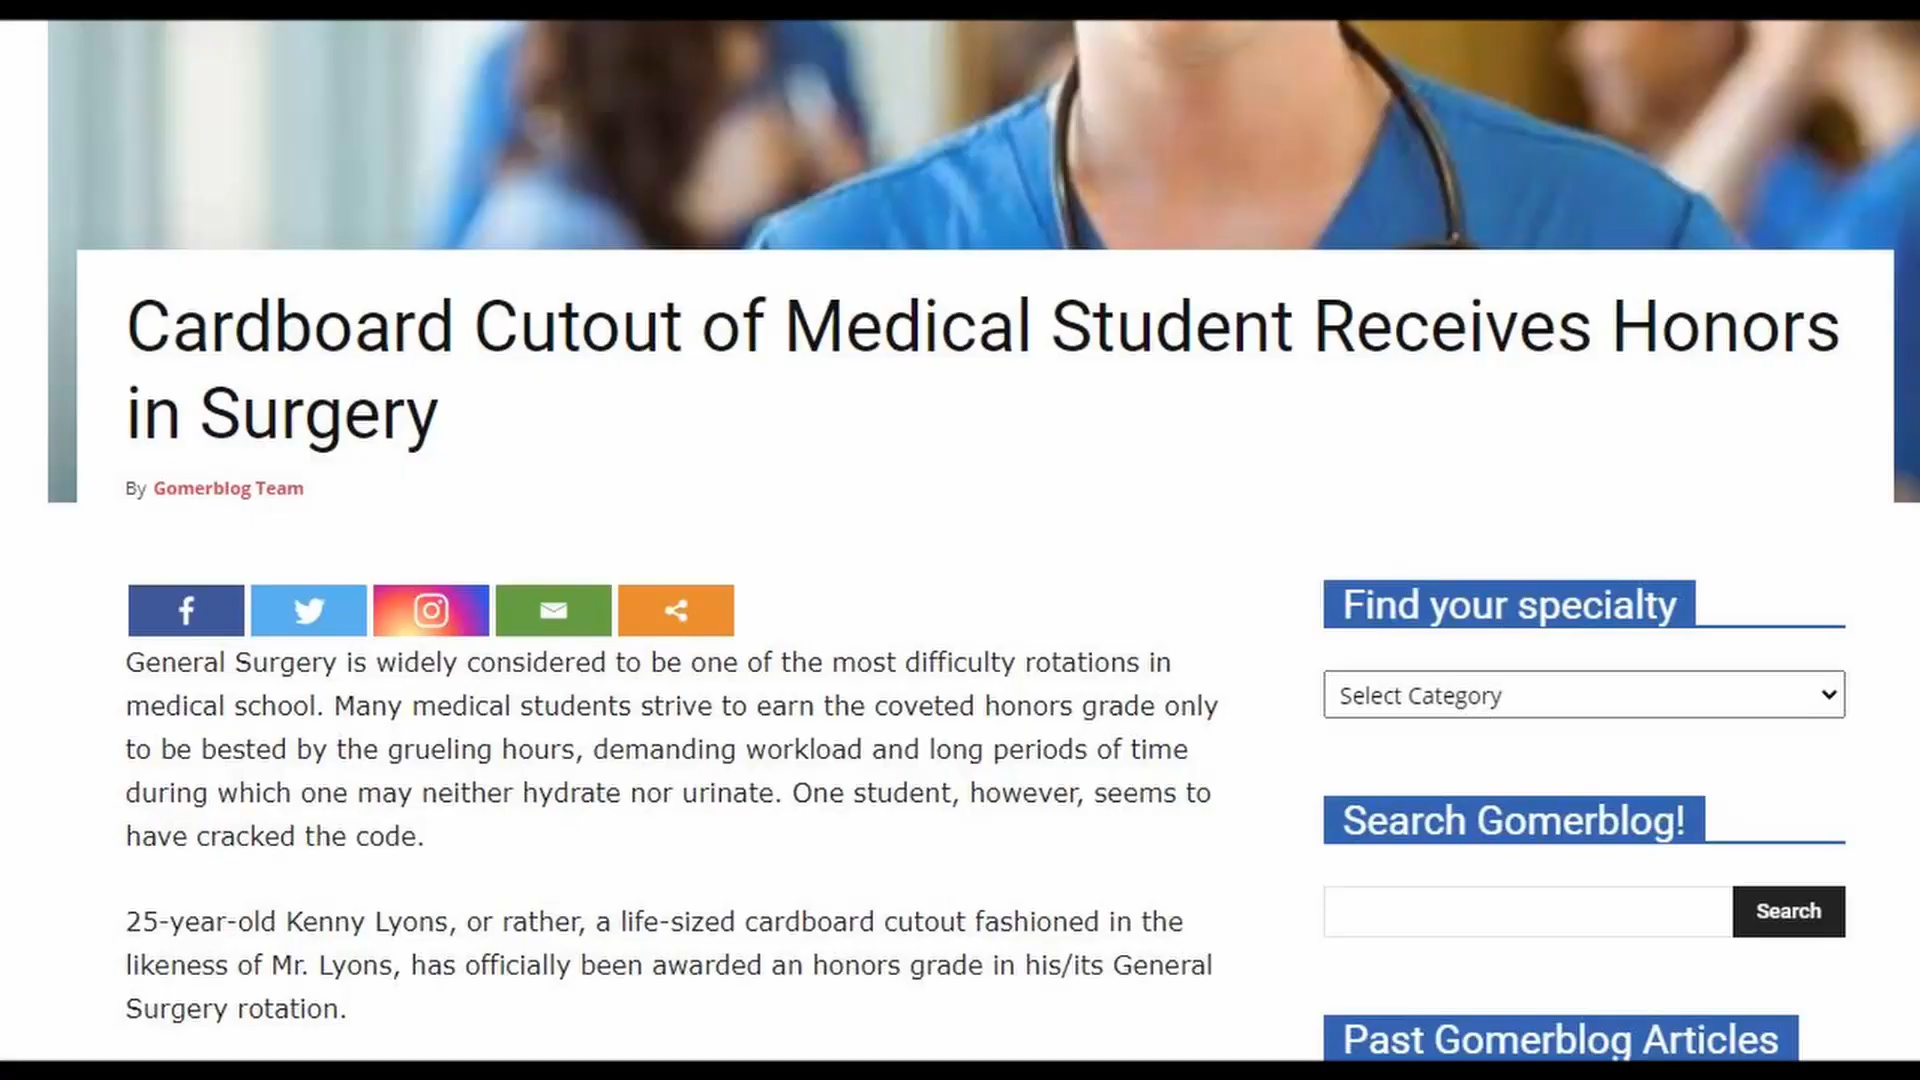 Cardboard Cutout of Medical Student Receives Honors
in Surgery
By Gomerblog Team
General Surgery is widely considered to be one of the most difficulty rotations in
medical school. Many medical students strive to earn the coveted honors grade only
to be bested by the grueling hours, demanding workload and long periods of time
during which one may neither hydrate nor urinate. One student, however, seems to
have cracked the code.
25-year-old Kenny Lyons, or rather, a life-sized cardboard cutout fashioned in the
likeness of Mr. Lyons, has officially been awarded an honors grade in his/its General
Surgery rotation.
Find your specialty
Select Category
Search Gomerblog!
Search
Past Gomerblog Articles